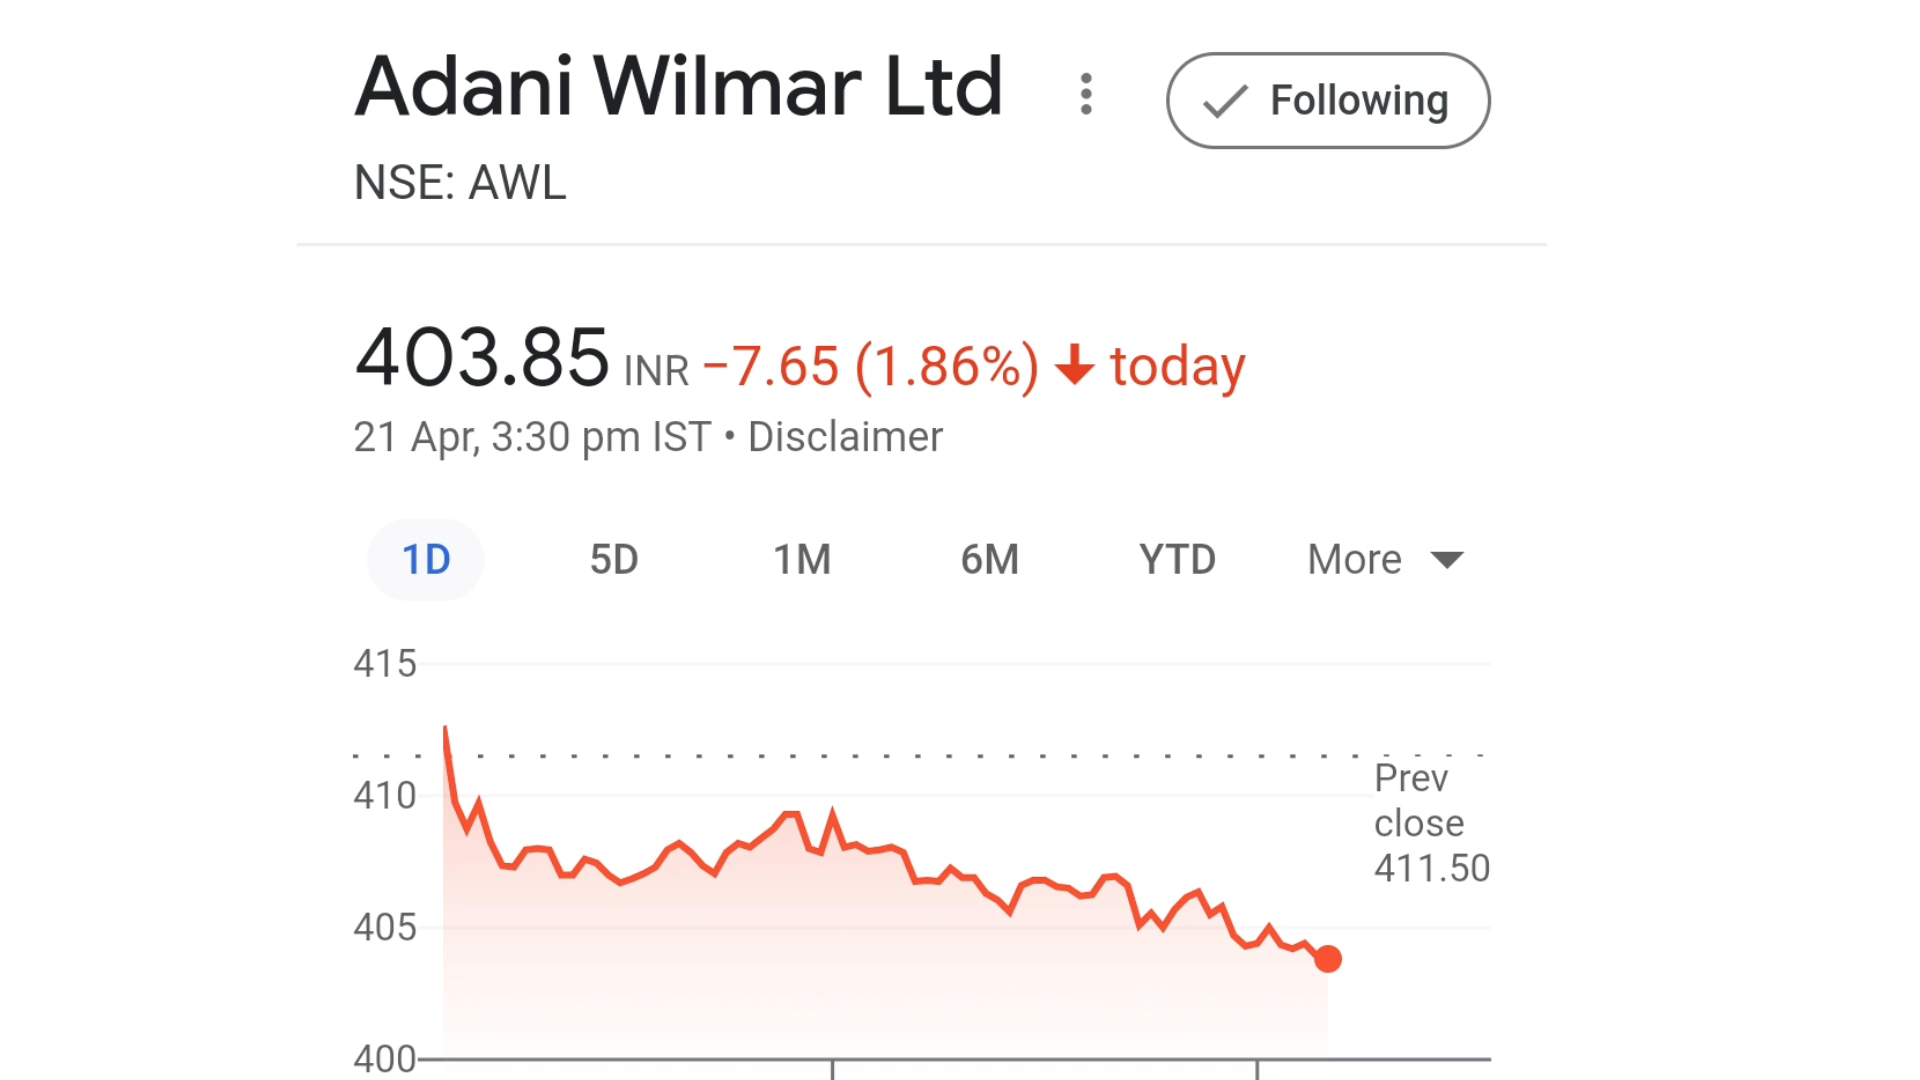 Adani Wilmar Ltd
Following
NSE: AWL
403.85 INR −7.65 (1.86%) today
21 Apr, 3:30 pm IST • Disclaimer
1D 5D 1M 6M YTD More
415
410
405
400
Prev
close
411.50